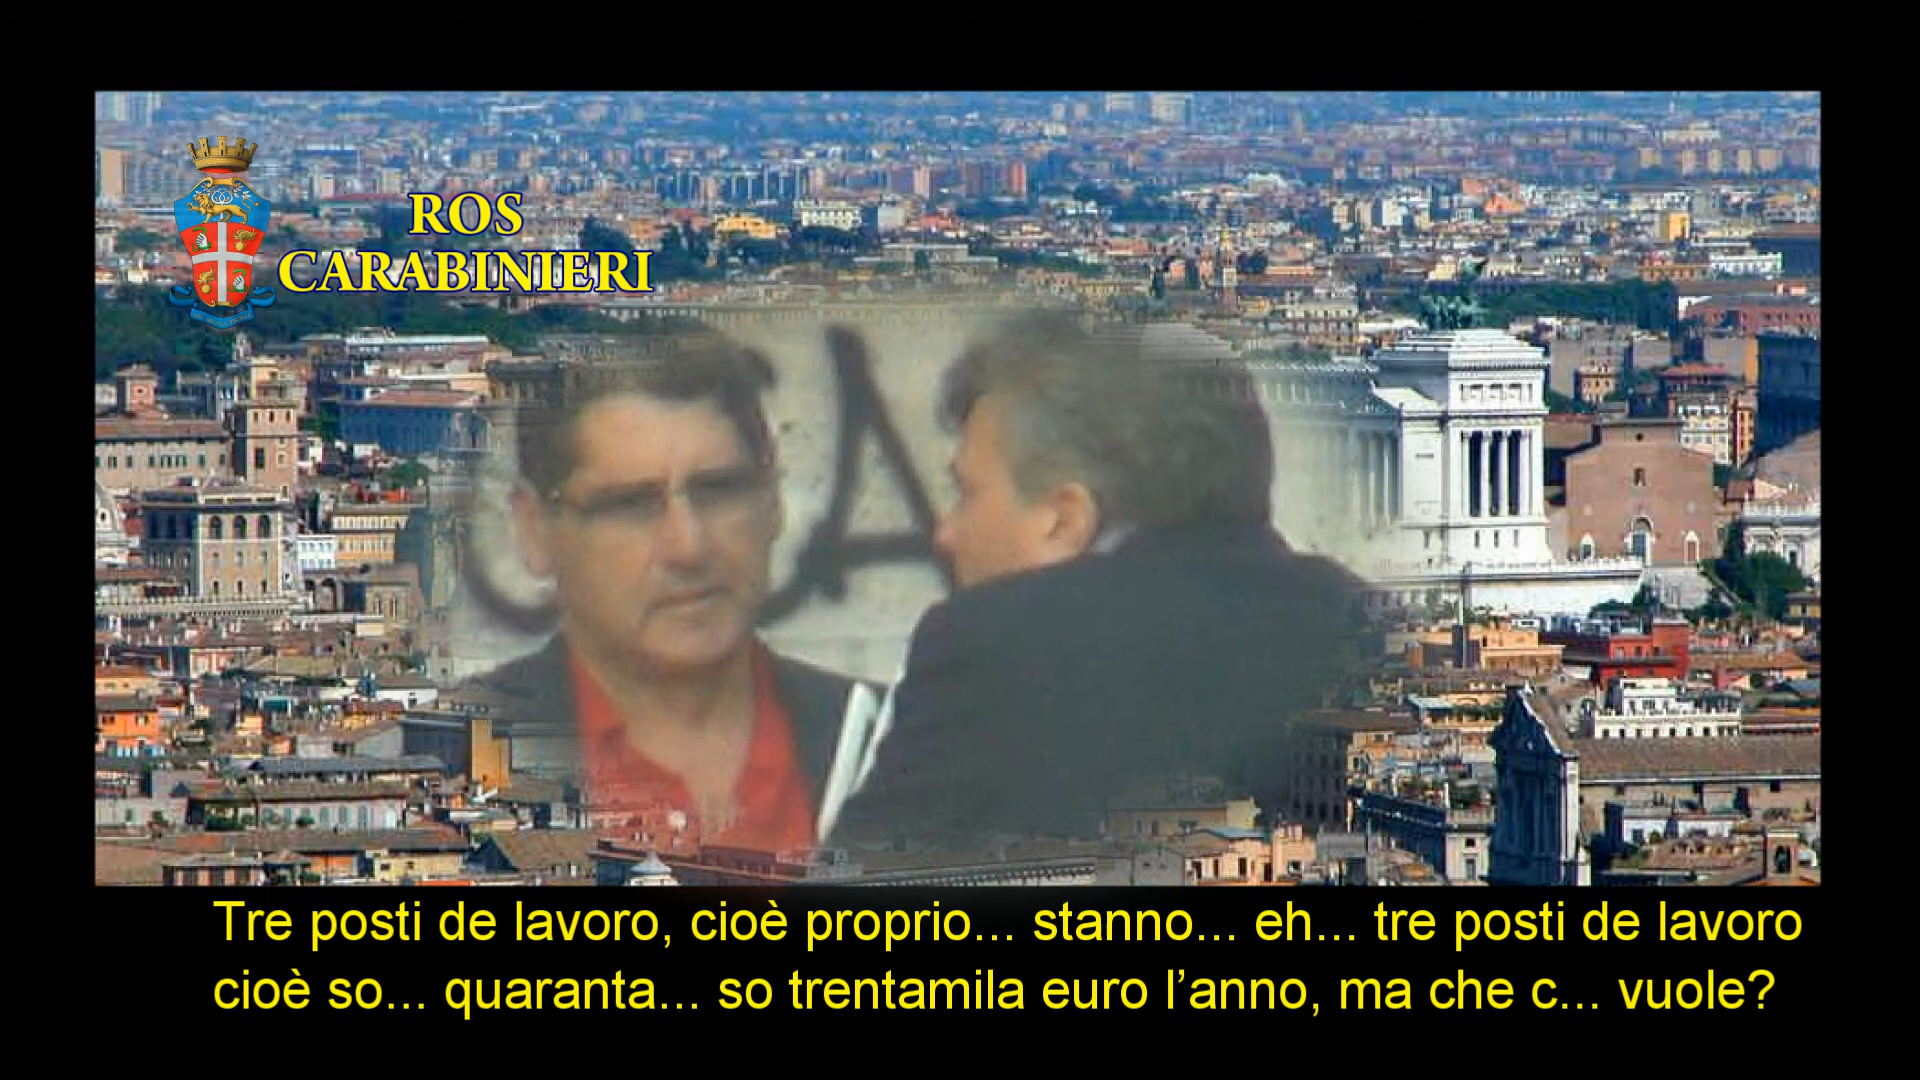 ROS
CARABINIERI
CA
Tre posti de lavoro, cioè proprio... stanno... eh... tre posti de lavoro
cioè so... quaranta... so trentamila euro l’anno, ma che c... vuole?